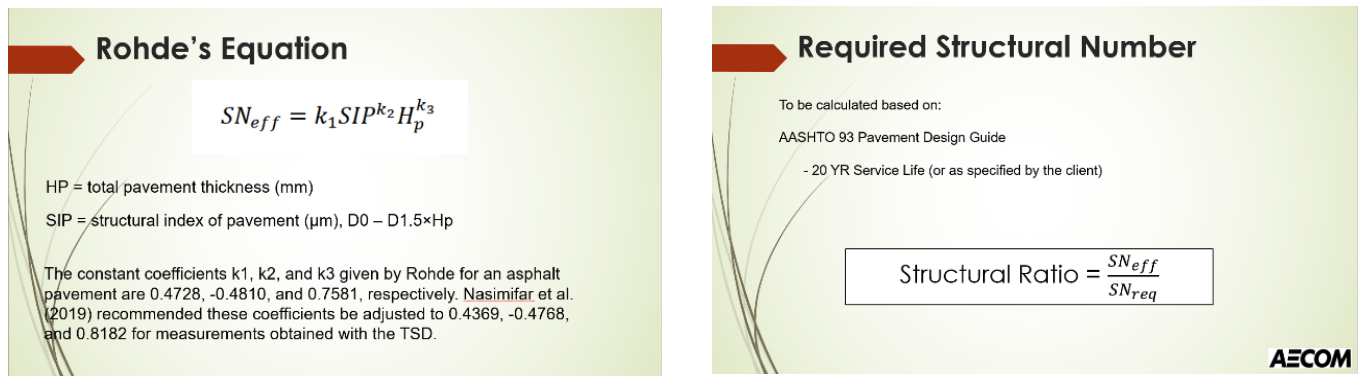 Rohde's Equation
SN_eff = k_1 SIP^k_2 H_p^k_3
HP = total pavement thickness (mm)
SIP = structural index of pavement (µm), D0 – D1.5×Hp
The constant coefficients k1, k2, and k3 given by Rohde for an asphalt
pavement are 0.4728, -0.4810, and 0.7581, respectively. Nasimifar et al.
(2019) recommended these coefficients be adjusted to 0.4369, -0.4768,
and 0.8182 for measurements obtained with the TSD.
Required Structural Number
To be calculated based on:
AASHTO 93 Pavement Design Guide
- 20 YR Service Life (or as specified by the client)
Structural Ratio = SN_eff / SN_req
AECOM